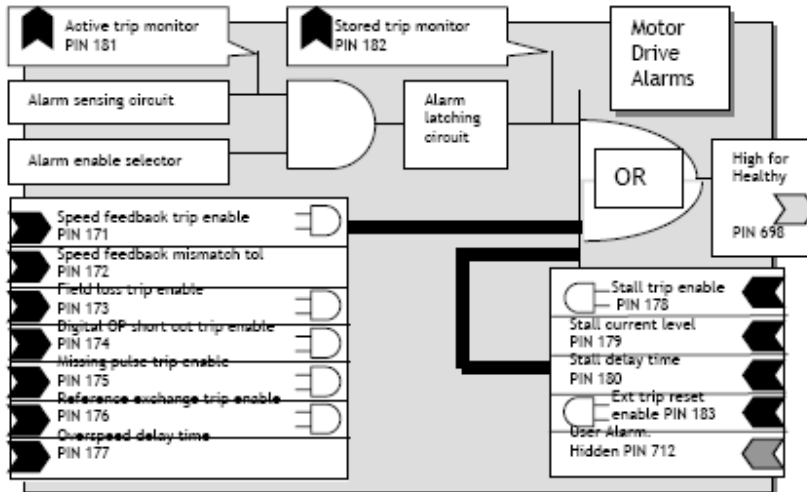 Active trip monitor
PIN 181
Stored trip monitor
PIN 182
Motor
Drive
Alarms
Alarm sensing circuit
Alarm
latching
circuit
Alarm enable selector
OR
High for
Healthy
PIN 698
Speed feedback trip enable
PIN 171
Speed feedback mismatch tol
PIN 172
Field loss trip enable
PIN 173
Digital OP short cct trip enable
PIN 174
Missing pulse trip enable
PIN 175
Reference exchange trip enable
PIN 176
Overspeed delay time
PIN 177
Stall trip enable
PIN 178
Stall current level
PIN 179
Stall delay time
PIN 180
Ext trip reset
enable PIN 183
User Alarm.
Hidden PIN 712